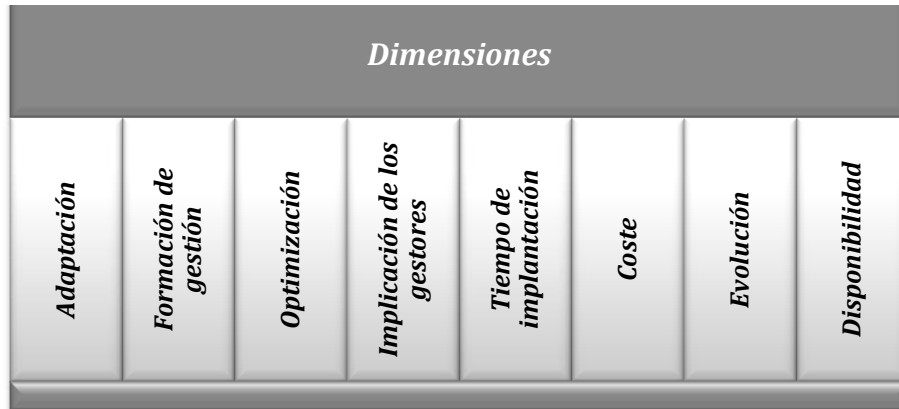 Dimensiones
Adaptación
Formación de
gestión
Optimización
Implicación de los
gestores
Tiempo de
implantación
Coste
Evolución
Disponibilidad